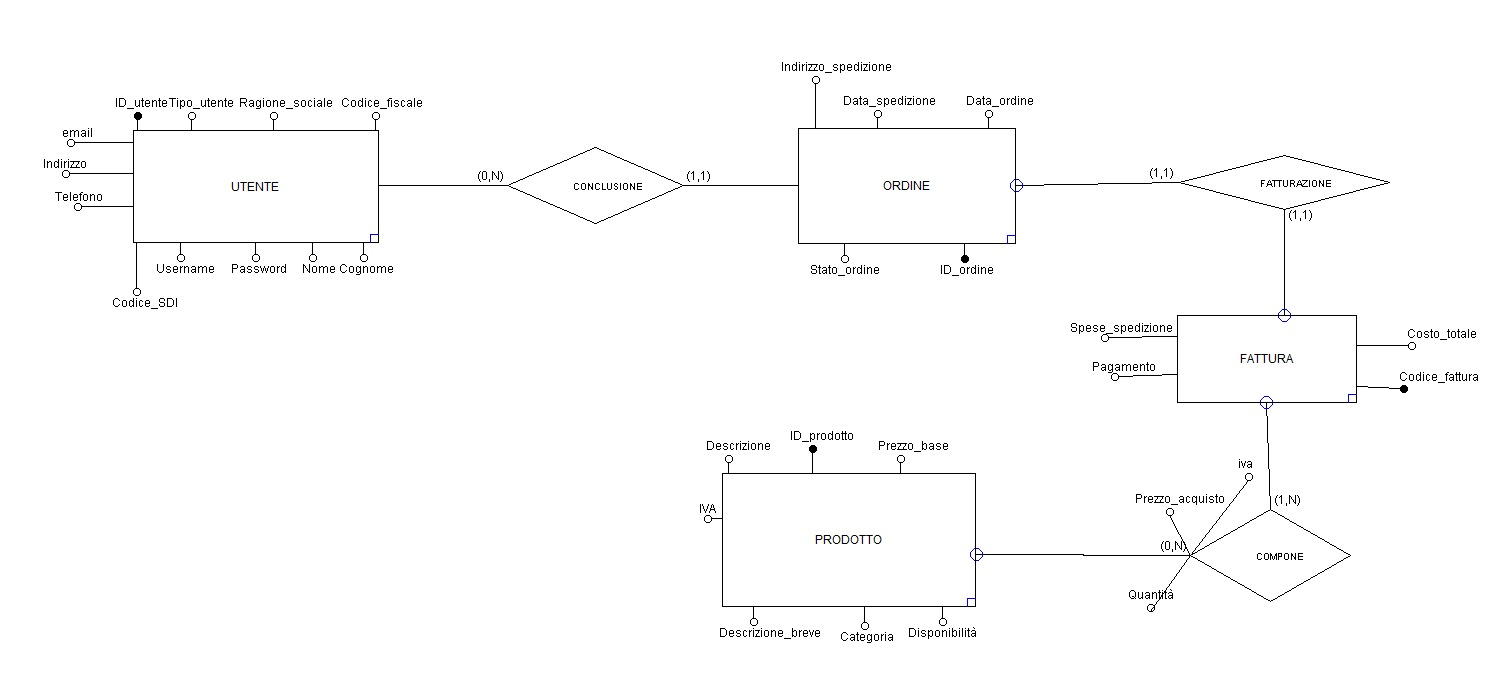 Indirizzo_spedizione
ID_utente Tipo_utente Ragione_sociale Codice_fiscale
Data_spedizione Data_ordine
email
Indirizzo
Telefono
UTENTE
(0,N)
CONCLUSIONE
(1,1)
ORDINE
(1,1)
FATTURAZIONE
(1,1)
Username Password Nome Cognome
Codice_SDI
Stato_ordine ID_ordine
Spese_spedizione
Pagamento
FATTURA
Costo_totale
Codice_fattura
Descrizione ID_prodotto Prezzo_base
IVA
PRODOTTO
iva
Prezzo_acquisto
(1,N)
(0,N)
COMPONE
Quantità
Descrizione_breve Categoria Disponibilità